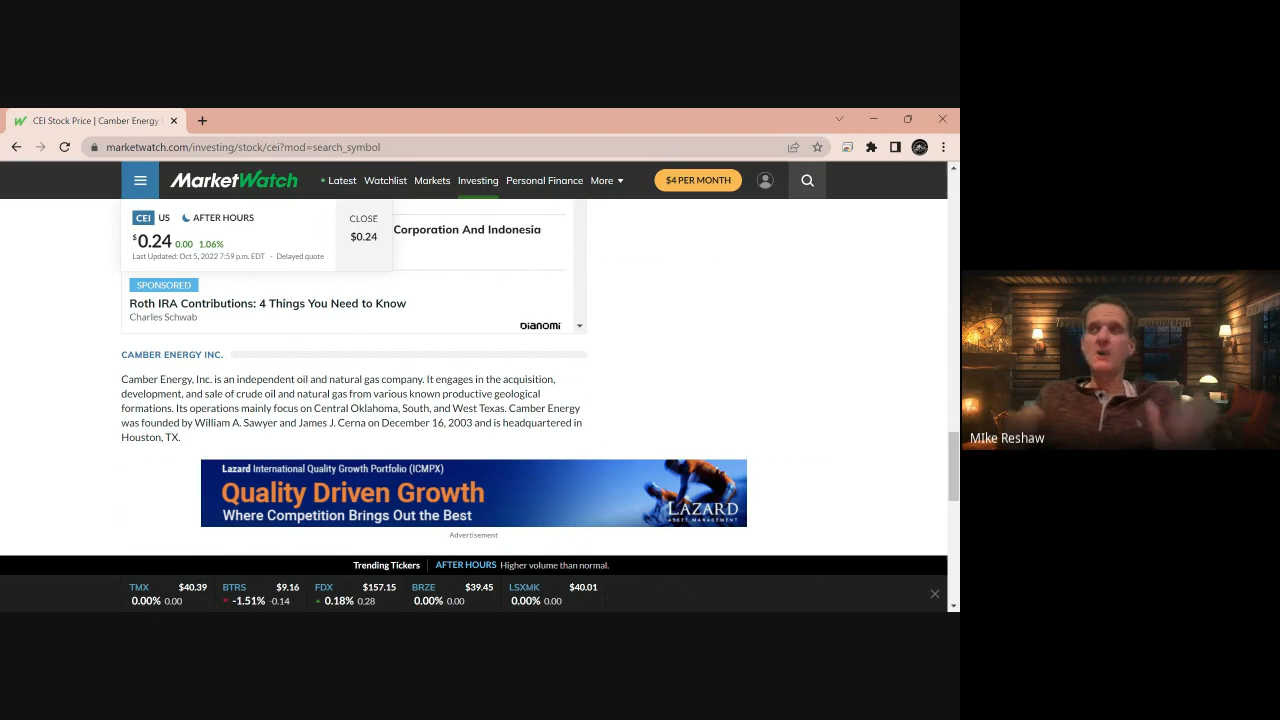 CEI Stock Price | Camber Energy
marketwatch.com/investing/stock/cei?mod=search_symbol
MarketWatch
Latest Watchlist Markets Investing Personal Finance More $4 PER MONTH
CEI US AFTER HOURS
$0.24 0.00 1.06%
Last Updated: Oct 5, 2022 7:59 p.m. EDT - Delayed quote
CLOSE
$0.24
Corporation And Indonesia
SPONSORED
Roth IRA Contributions: 4 Things You Need to Know
Charles Schwab
DIANOMI
CAMBER ENERGY INC.
Camber Energy, Inc. is an independent oil and natural gas company. It engages in the acquisition,
development, and sale of crude oil and natural gas from various known productive geological
formations. Its operations mainly focus on Central Oklahoma, South, and West Texas. Camber Energy
was founded by William A. Sawyer and James J. Cerna on December 16, 2003 and is headquartered in
Houston, TX.
Lazard International Quality Growth Portfolio (ICMPX)
Quality Driven Growth
Where Competition Brings Out the Best
LAZARD
ASSET MANAGEMENT
Advertisement
Trending Tickers AFTER HOURS Higher volume than normal.
TMX $40.39 BTRS $9.16 FDX $157.15 BRZE $39.45 LSXMK $40.01
0.00% 0.00 -1.51% -0.14 0.18% 0.28 0.00% 0.00 0.00% 0.00
MIke Reshaw